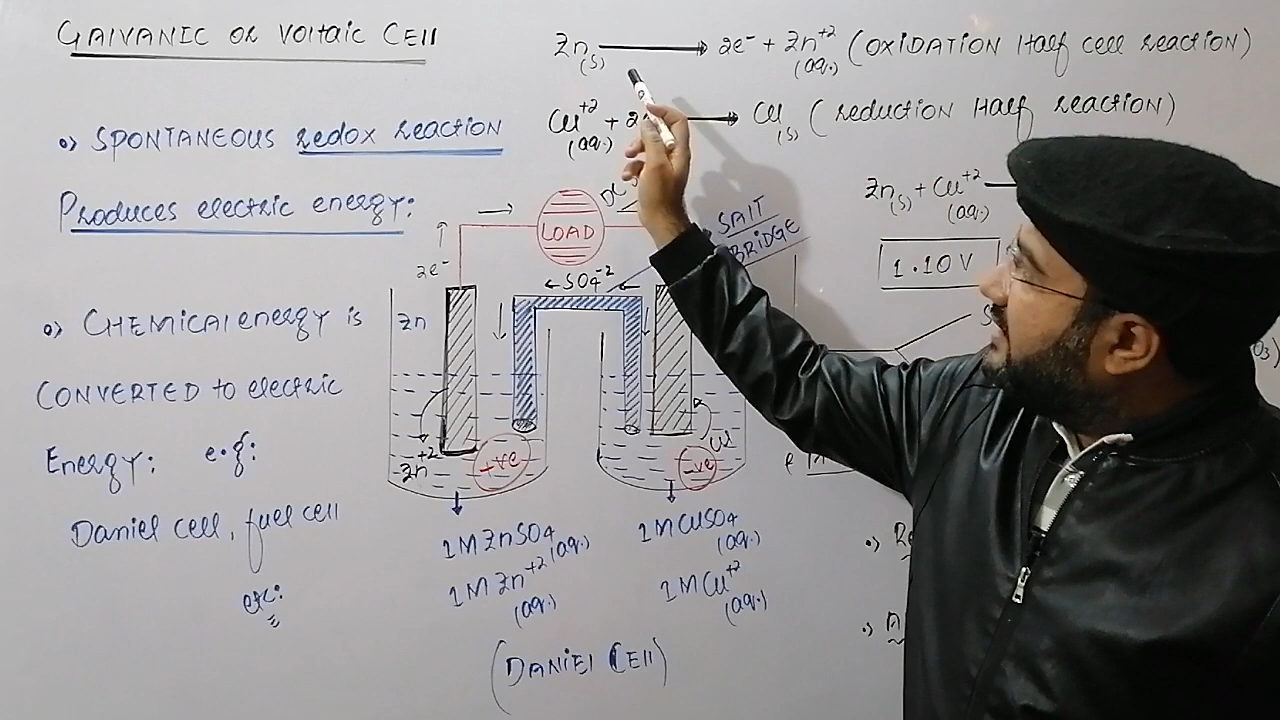 GALVANIC OR VOLTAIC CELL
Zn(s) → 2e⁻ + Zn⁺²(aq.) (OXIDATION Half cell reaction)
Cu⁺²(aq.) + 2 → Cu(s) (REDUCTION Half REACTION)
•) SPONTANEOUS REDOX REACTION
Produces electric energy:
Zn(s) + Cu⁺²(aq.)
1.10 V
•) CHEMICAL energy is
CONVERTED to electric
Energy: e.g:
Daniel cell, fuel cell
etc:
LOAD
SALT
BRIDGE
2e⁻
← SO₄⁻² ←
Zn
Zn⁺²
+ve
-ve
Cu
1M ZnSO₄(aq.)
1M Zn⁺²(aq.)
1M CuSO₄(aq.)
1M Cu⁺²(aq.)
(DANIEL CELL)